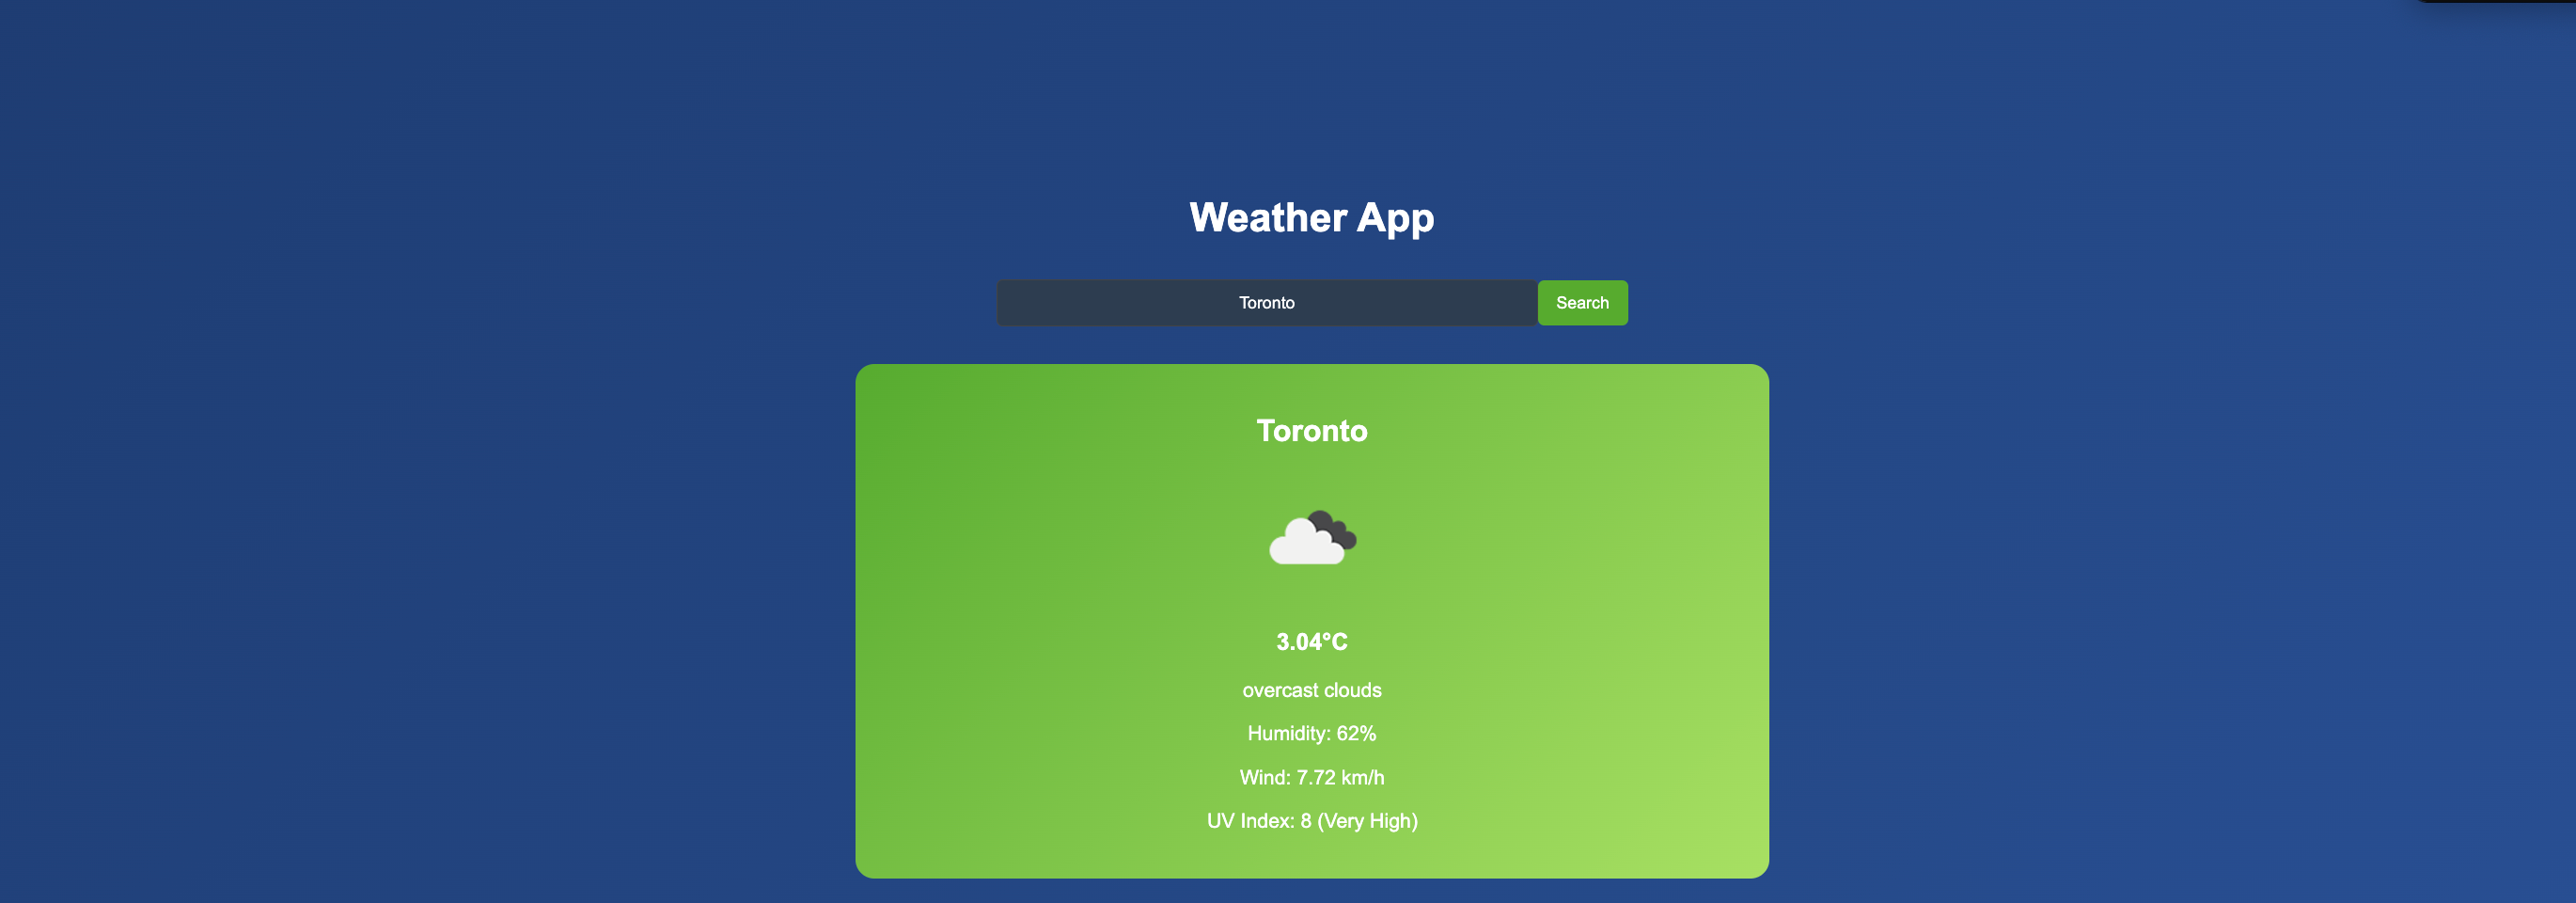 Weather App
Toronto
Search
Toronto
3.04°C
overcast clouds
Humidity: 62%
Wind: 7.72 km/h
UV Index: 8 (Very High)